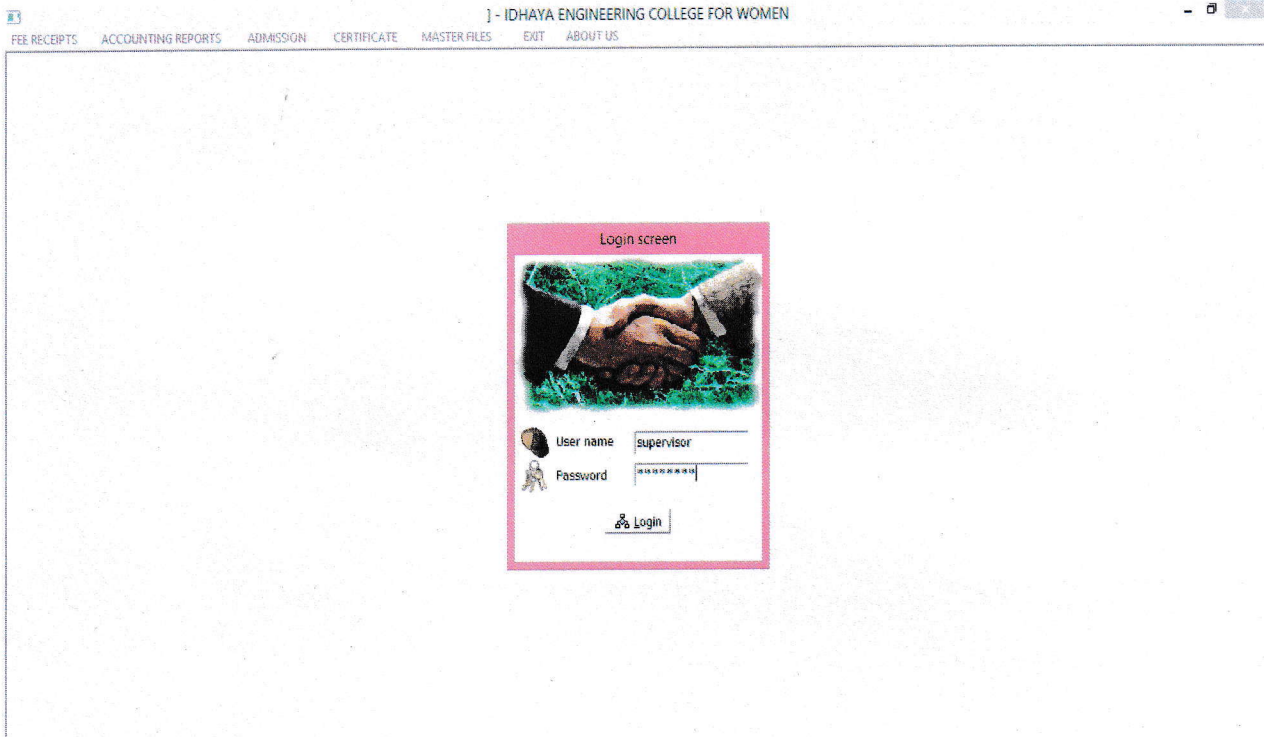 ] - IDHAYA ENGINEERING COLLEGE FOR WOMEN
FEE RECEIPTS ACCOUNTING REPORTS ADMISSION CERTIFICATE MASTER FILES EXIT ABOUT US
Login screen
User name supervisor
Password ********
Login